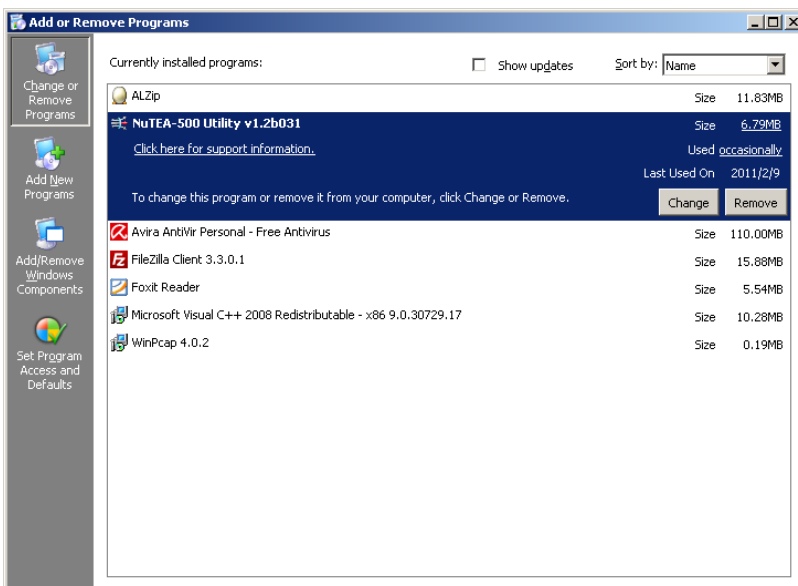 Add or Remove Programs
Change or
Remove
Programs
Add New
Programs
Add/Remove
Windows
Components
Set Program
Access and
Defaults
Currently installed programs:
Show updates
Sort by: Name
ALZip Size 11.83MB
NuTEA-500 Utility v1.2b031 Size 6.79MB
Click here for support information. Used occasionally
Last Used On 2011/2/9
To change this program or remove it from your computer, click Change or Remove. Change Remove
Avira AntiVir Personal - Free Antivirus Size 110.00MB
FileZilla Client 3.3.0.1 Size 15.88MB
Foxit Reader Size 5.54MB
Microsoft Visual C++ 2008 Redistributable - x86 9.0.30729.17 Size 10.28MB
WinPcap 4.0.2 Size 0.19MB